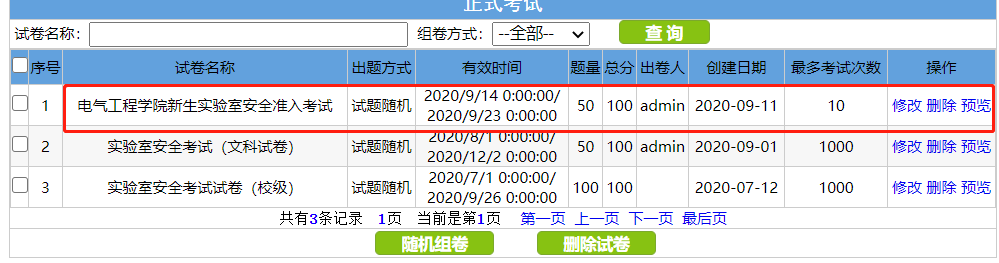 正式考试
试卷名称： 组卷方式： --全部-- 查 询
序号 试卷名称 出题方式 有效时间 题量 总分 出卷人 创建日期 最多考试次数 操作
1 电气工程学院新生实验室安全准入考试 试题随机 2020/9/14 0:00:00/ 2020/9/23 0:00:00 50 100 admin 2020-09-11 10 修改 删除 预览
2 实验室安全考试（文科试卷） 试题随机 2020/8/1 0:00:00/ 2020/12/2 0:00:00 50 100 admin 2020-09-01 1000 修改 删除 预览
3 实验室安全考试试卷（校级） 试题随机 2020/7/1 0:00:00/ 2020/9/26 0:00:00 100 100 2020-07-12 1000 修改 删除 预览
共有3条记录 1页 当前是第1页 第一页 上一页 下一页 最后页
随机组卷 删除试卷